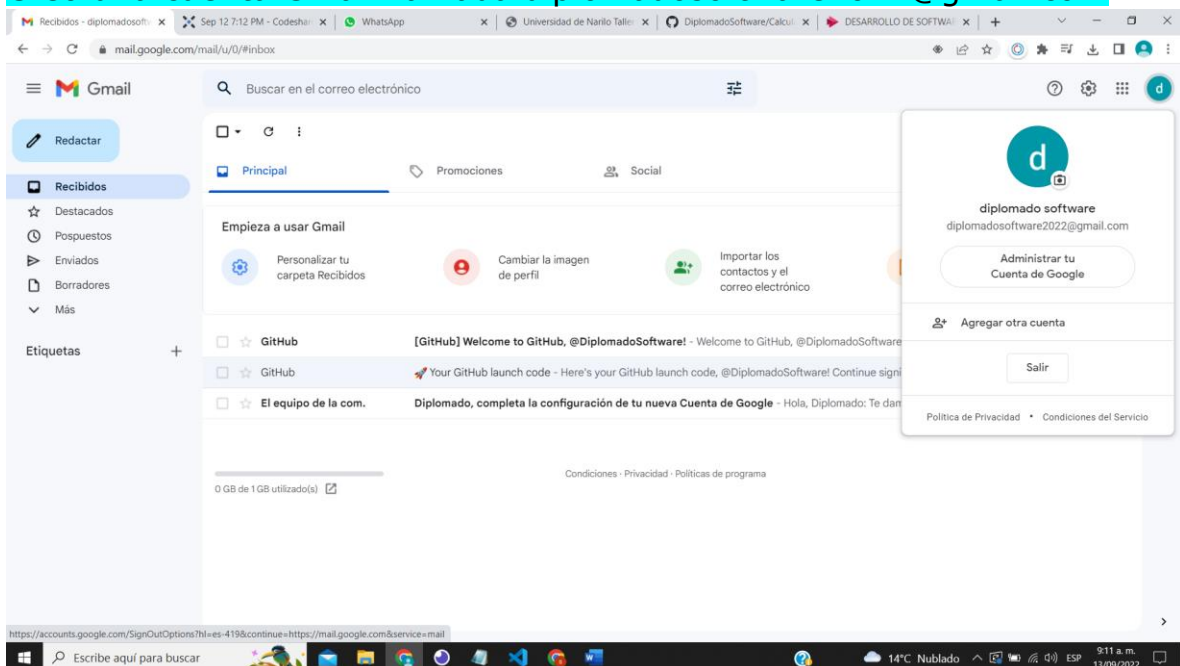 Recibidos - diplomadosoft
Sep 12 7:12 PM - Codeshar
WhatsApp
Universidad de Nariño Talle
DiplomadoSoftware/Calcul
DESARROLLO DE SOFTWA
mail.google.com/mail/u/0/#inbox
Gmail
Buscar en el correo electrónico
d
Redactar
Principal
Promociones
Social
Recibidos
Destacados
Pospuestos
Enviados
Borradores
Más
Etiquetas
Empieza a usar Gmail
Personalizar tu
carpeta Recibidos
Cambiar la imagen
de perfil
Importar los
contactos y el
correo electrónico
GitHub [GitHub] Welcome to GitHub, @DiplomadoSoftware! - Welcome to GitHub, @DiplomadoSoftware
GitHub 🚀 Your GitHub launch code - Here's your GitHub launch code, @DiplomadoSoftware! Continue signi
El equipo de la com. Diplomado, completa la configuración de tu nueva Cuenta de Google - Hola, Diplomado: Te dam
0 GB de 1 GB utilizado(s)
Condiciones · Privacidad · Políticas de programa
d
diplomado software
diplomadosoftware2022@gmail.com
Administrar tu
Cuenta de Google
Agregar otra cuenta
Salir
Política de Privacidad • Condiciones del Servicio
https://accounts.google.com/SignOutOptions?hl=es-419&continue=https://mail.google.com&service=mail
Escribe aquí para buscar
14°C Nublado
ESP
9:11 a. m.
13/09/2022